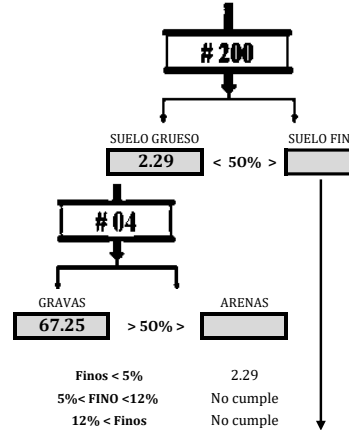 # 200
SUELO GRUESO SUELO FIN
2.29 < 50% >
# 04
GRAVAS ARENAS
67.25 > 50% >
Finos < 5% 2.29
5%< FINO <12% No cumple
12% < Finos No cumple